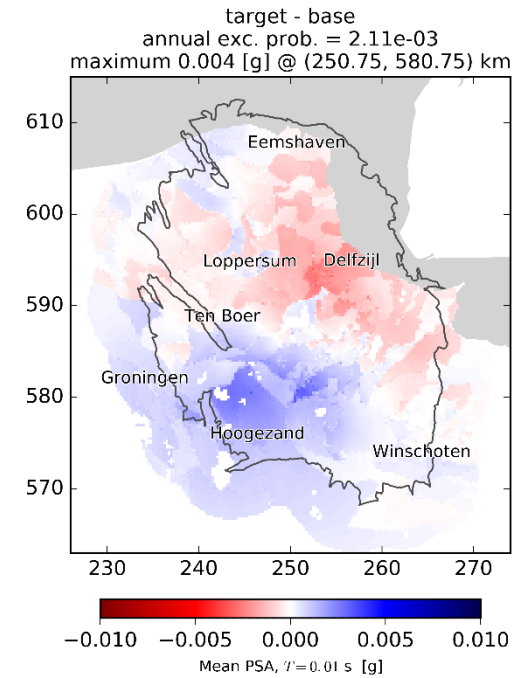 target - base
annual exc. prob. = 2.11e-03
maximum 0.004 [g] @ (250.75, 580.75) km
610
Eemshaven
600
Loppersum
Delfzijl
590
Ten Boer
580
Groningen
Hoogezand
Winschoten
570
230 240 250 260 270
−0.010 −0.005 0.000 0.005 0.010
Mean PSA, T = 0.01 s [g]